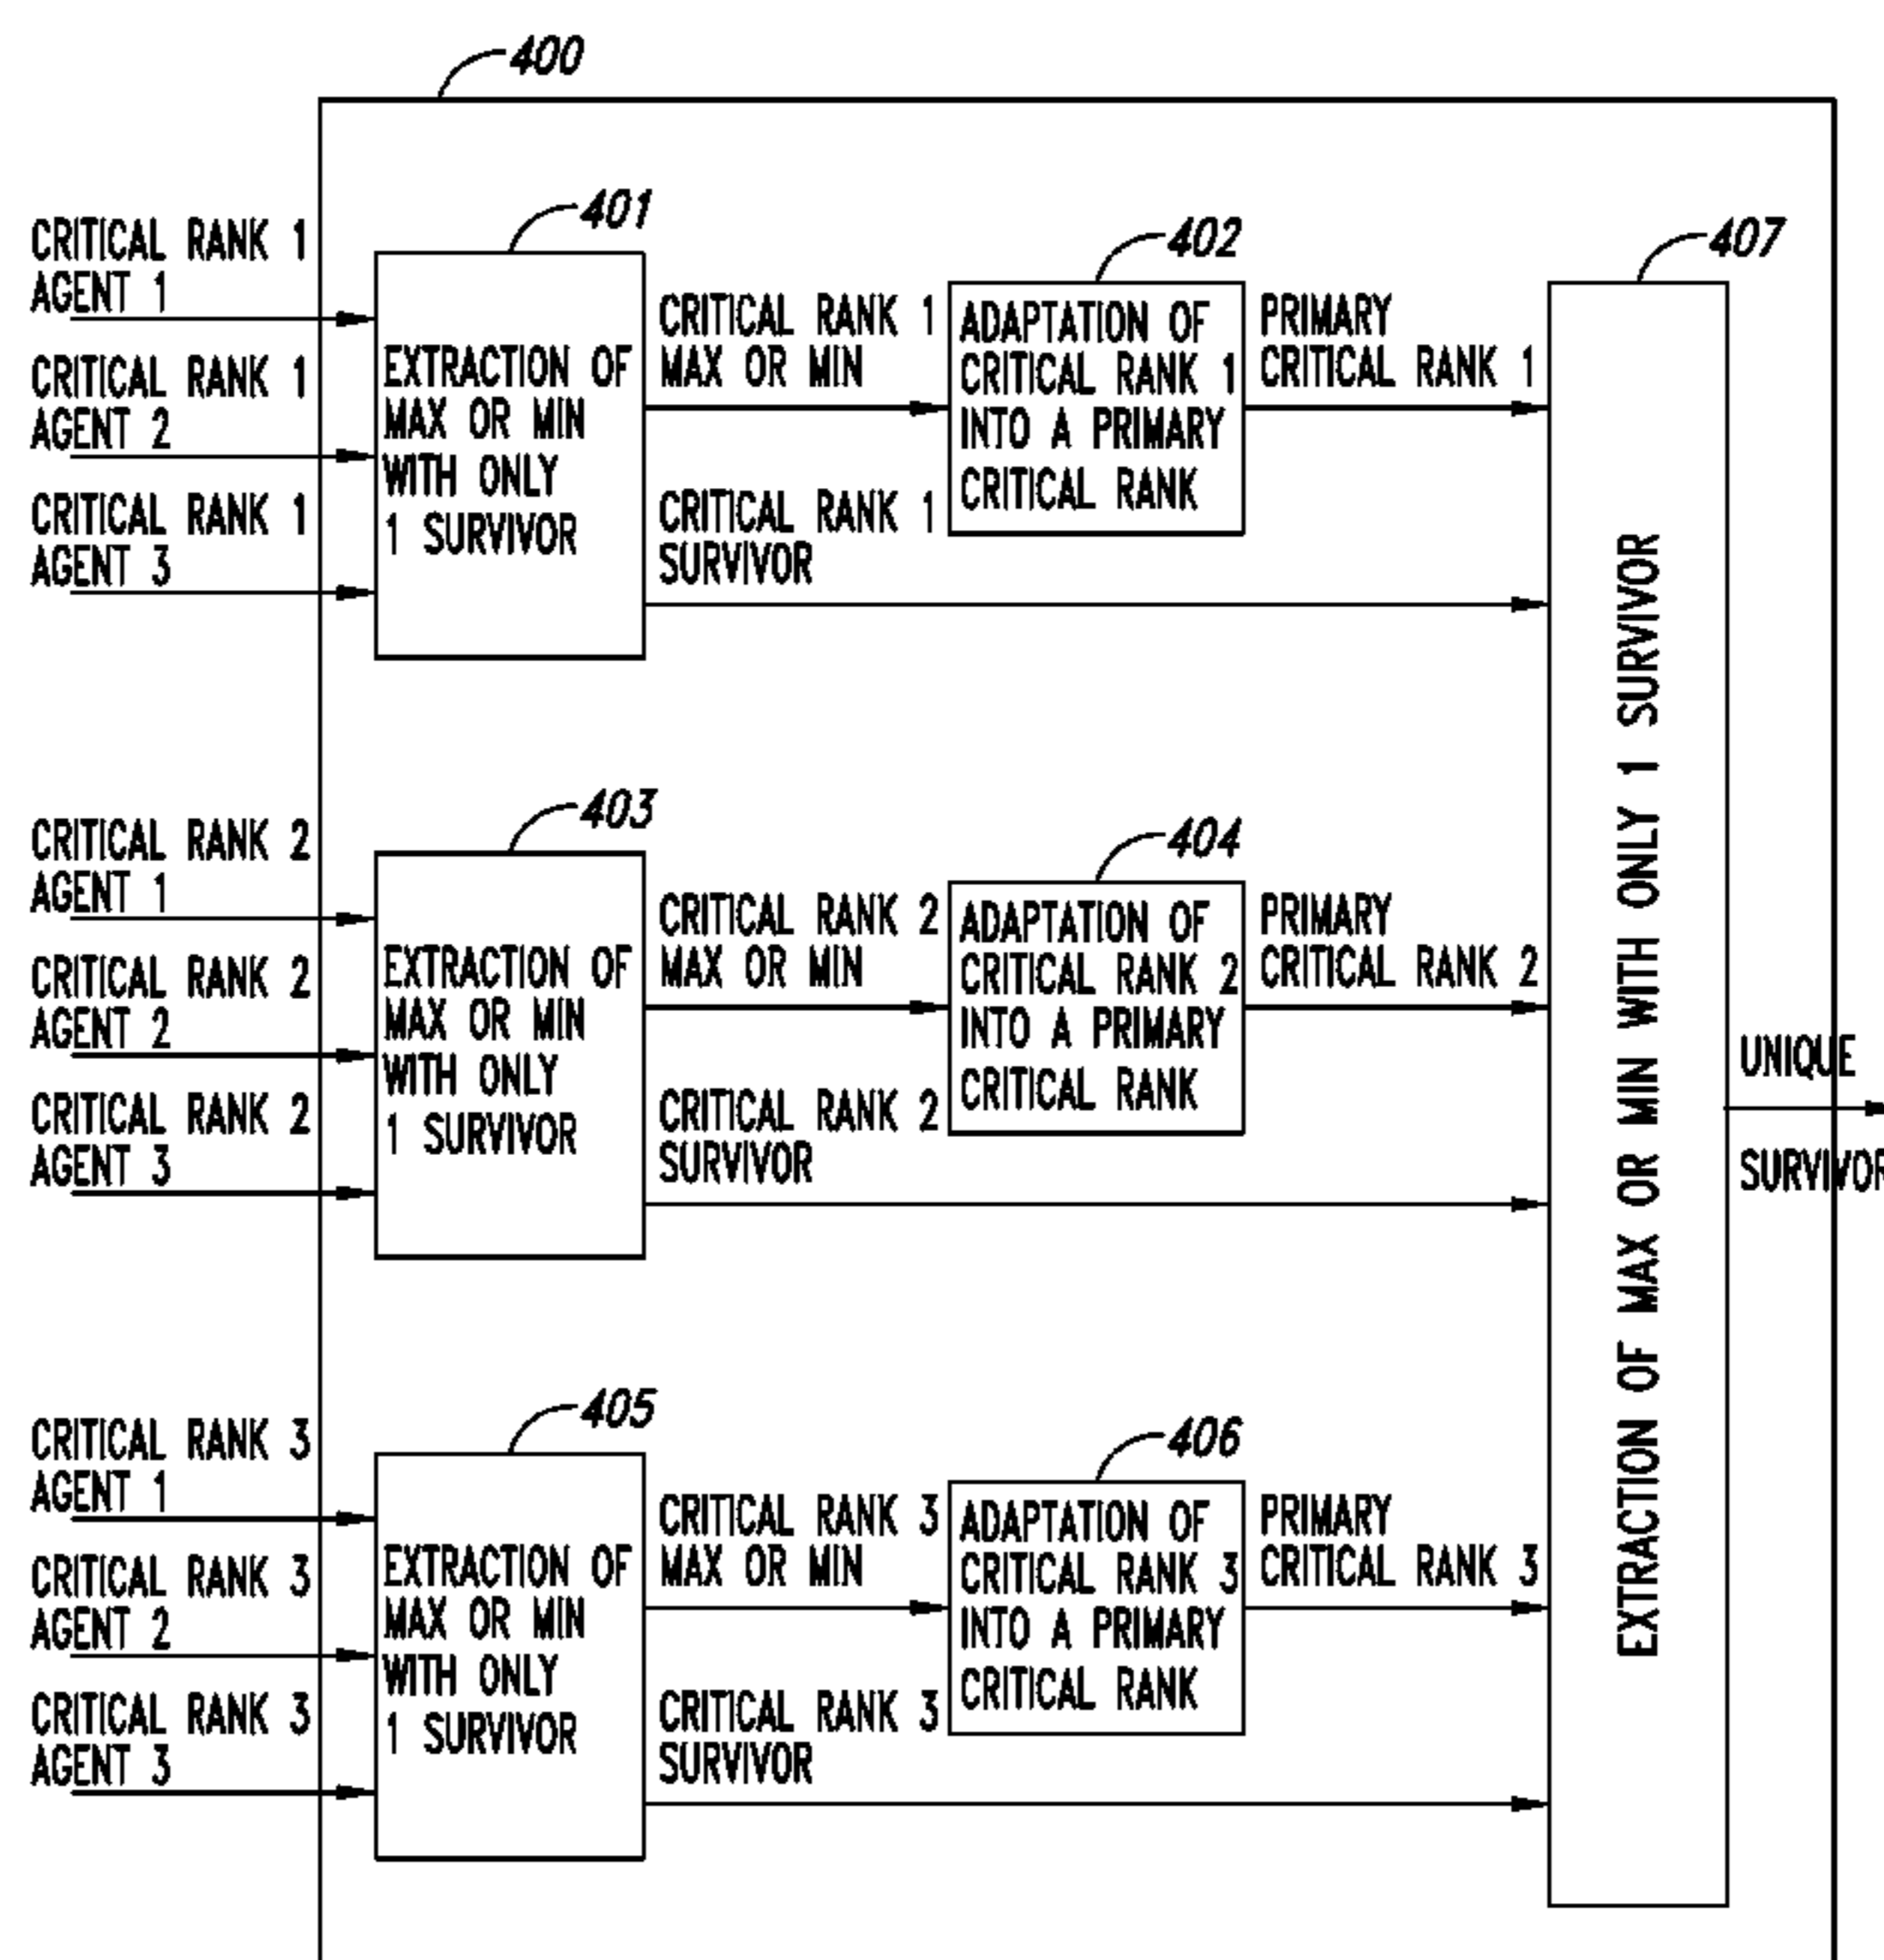 400
401
CRITICAL RANK 1
AGENT 1
CRITICAL RANK 1
AGENT 2
CRITICAL RANK 1
AGENT 3
EXTRACTION OF
MAX OR MIN
WITH ONLY
1 SURVIVOR
CRITICAL RANK 1
MAX OR MIN
CRITICAL RANK 1
SURVIVOR
402
ADAPTATION OF
CRITICAL RANK 1
INTO A PRIMARY
CRITICAL RANK
PRIMARY
CRITICAL RANK 1
403
CRITICAL RANK 2
AGENT 1
CRITICAL RANK 2
AGENT 2
CRITICAL RANK 2
AGENT 3
EXTRACTION OF
MAX OR MIN
WITH ONLY
1 SURVIVOR
CRITICAL RANK 2
MAX OR MIN
CRITICAL RANK 2
SURVIVOR
404
ADAPTATION OF
CRITICAL RANK 2
INTO A PRIMARY
CRITICAL RANK
PRIMARY
CRITICAL RANK 2
405
CRITICAL RANK 3
AGENT 1
CRITICAL RANK 3
AGENT 2
CRITICAL RANK 3
AGENT 3
EXTRACTION OF
MAX OR MIN
WITH ONLY
1 SURVIVOR
CRITICAL RANK 3
MAX OR MIN
CRITICAL RANK 3
SURVIVOR
406
ADAPTATION OF
CRITICAL RANK 3
INTO A PRIMARY
CRITICAL RANK
PRIMARY
CRITICAL RANK 3
407
EXTRACTION OF MAX OR MIN WITH ONLY 1 SURVIVOR
UNIQUE
SURVIVOR